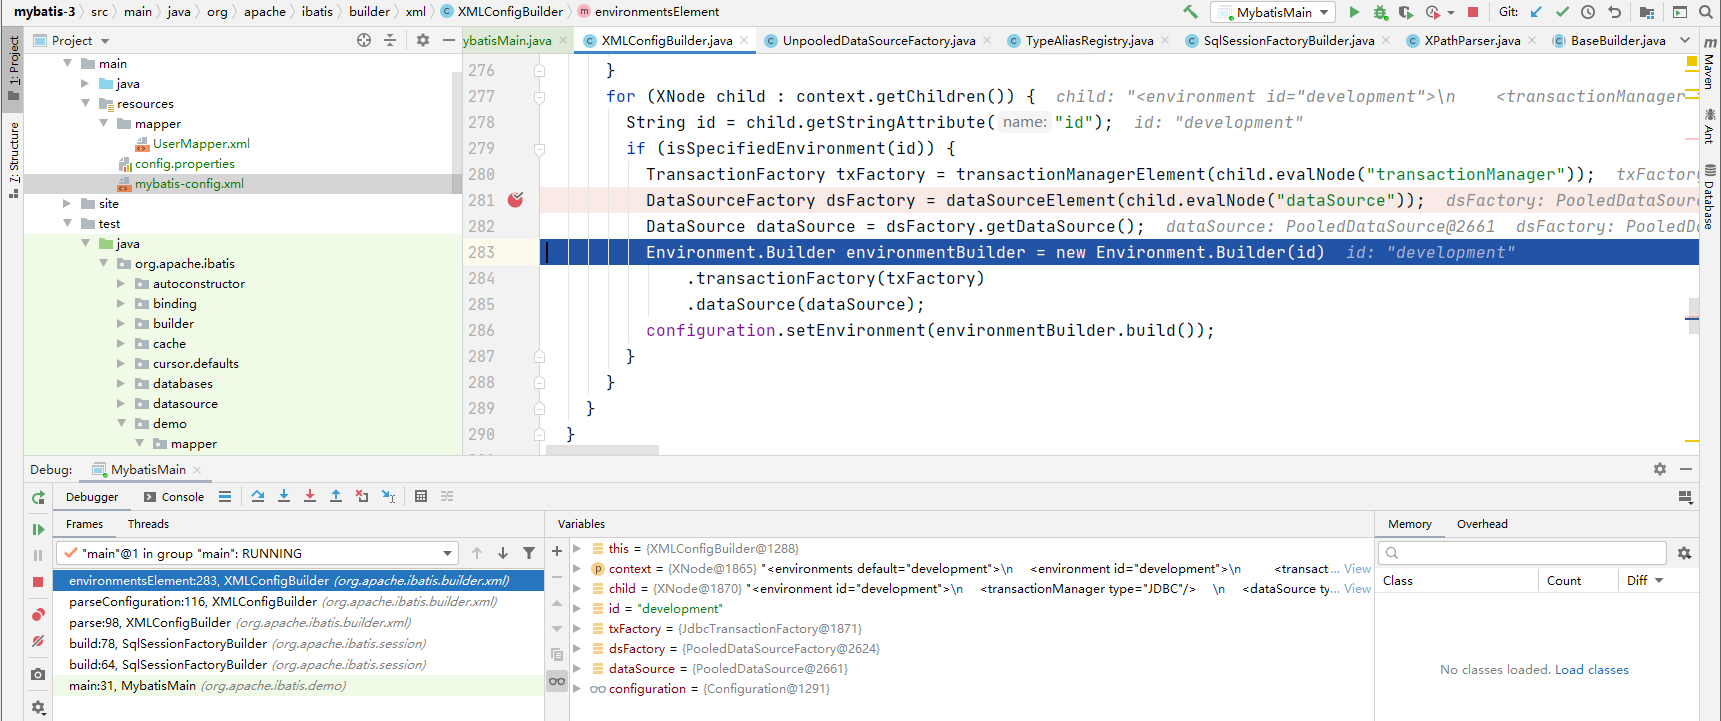 mybatis-3 src main java org apache ibatis builder xml XMLConfigBuilder environmentsElement MybatisMain Git:
Project ybatisMain.java XMLConfigBuilder.java UnpooledDataSourceFactory.java TypeAliasRegistry.java SqlSessionFactoryBuilder.java XPathParser.java BaseBuilder.java
1: Project
7: Structure
Maven
Ant
Database
main
java
resources
mapper
UserMapper.xml
config.properties
mybatis-config.xml
site
test
java
org.apache.ibatis
autoconstructor
binding
builder
cache
cursor.defaults
databases
datasource
demo
mapper
276 }
277 for (XNode child : context.getChildren()) { child: "<environment id="development">\n <transactionManager
278 String id = child.getStringAttribute( name: "id"); id: "development"
279 if (isSpecifiedEnvironment(id)) {
280 TransactionFactory txFactory = transactionManagerElement(child.evalNode("transactionManager")); txFactory
281 DataSourceFactory dsFactory = dataSourceElement(child.evalNode("dataSource")); dsFactory: PooledDataSour
282 DataSource dataSource = dsFactory.getDataSource(); dataSource: PooledDataSource@2661 dsFactory: PooledDa
283 Environment.Builder environmentBuilder = new Environment.Builder(id) id: "development"
284 .transactionFactory(txFactory)
285 .dataSource(dataSource);
286 configuration.setEnvironment(environmentBuilder.build());
287 }
288 }
289 }
290 }
Debug: MybatisMain
Debugger Console
Frames Threads
"main"@1 in group "main": RUNNING
environmentsElement:283, XMLConfigBuilder (org.apache.ibatis.builder.xml)
parseConfiguration:116, XMLConfigBuilder (org.apache.ibatis.builder.xml)
parse:98, XMLConfigBuilder (org.apache.ibatis.builder.xml)
build:78, SqlSessionFactoryBuilder (org.apache.ibatis.session)
build:64, SqlSessionFactoryBuilder (org.apache.ibatis.session)
main:31, MybatisMain (org.apache.ibatis.demo)
Variables
this = {XMLConfigBuilder@1288}
context = {XNode@1865} "<environments default="development">\n <environment id="development">\n <transact... View
child = {XNode@1870} "<environment id="development">\n <transactionManager type="JDBC"/> \n <dataSource ty... View
id = "development"
txFactory = {JdbcTransactionFactory@1871}
dsFactory = {PooledDataSourceFactory@2624}
dataSource = {PooledDataSource@2661}
configuration = {Configuration@1291}
Memory Overhead
Class Count Diff
No classes loaded. Load classes